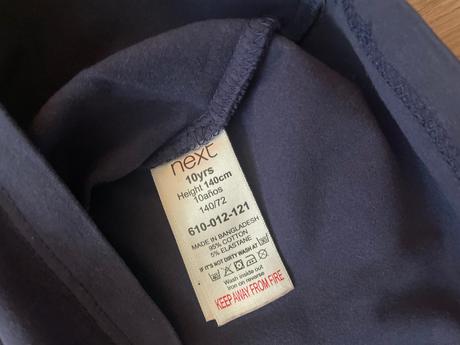 next
10yrs
Height 140cm
10años
140/72
610-012-121
MADE IN BANGLADESH
95% COTTON
5% ELASTANE
IF IT'S NOT DIRTY WASH AT
Wash inside out
Iron on reverse
KEEP AWAY FROM FIRE